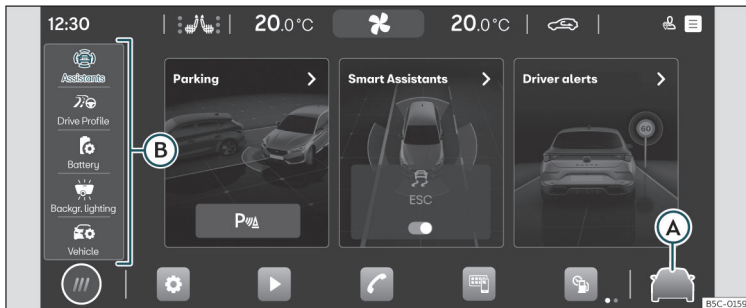 12:30
20.0°C
20.0°C
Assistants
Drive Profile
Battery
Backgr. lighting
Vehicle
B
Parking
P
Smart Assistants
ESC
Driver alerts
60
A
B5C-0159